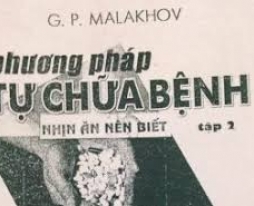 G. P. MALAKHOV
phương pháp
TỰ CHỮA BỆNH
NHỊN ĂN NÊN BIẾT tập 2